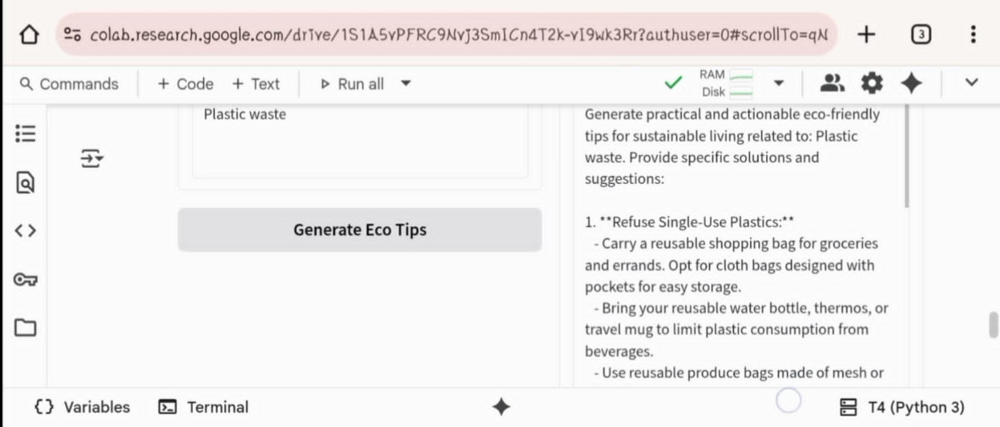 colab.research.google.com/drive/1S1A5vPFRC9Nvj3SmICn4T2k-vI9wk3Rr?authuser=0#scrollTo=qN
3
Commands
+ Code
+ Text
Run all
RAM
Disk
Plastic waste
Generate Eco Tips
Generate practical and actionable eco-friendly
tips for sustainable living related to: Plastic
waste. Provide specific solutions and
suggestions:
1. **Refuse Single-Use Plastics:**
- Carry a reusable shopping bag for groceries
and errands. Opt for cloth bags designed with
pockets for easy storage.
- Bring your reusable water bottle, thermos, or
travel mug to limit plastic consumption from
beverages.
- Use reusable produce bags made of mesh or
Variables
Terminal
T4 (Python 3)